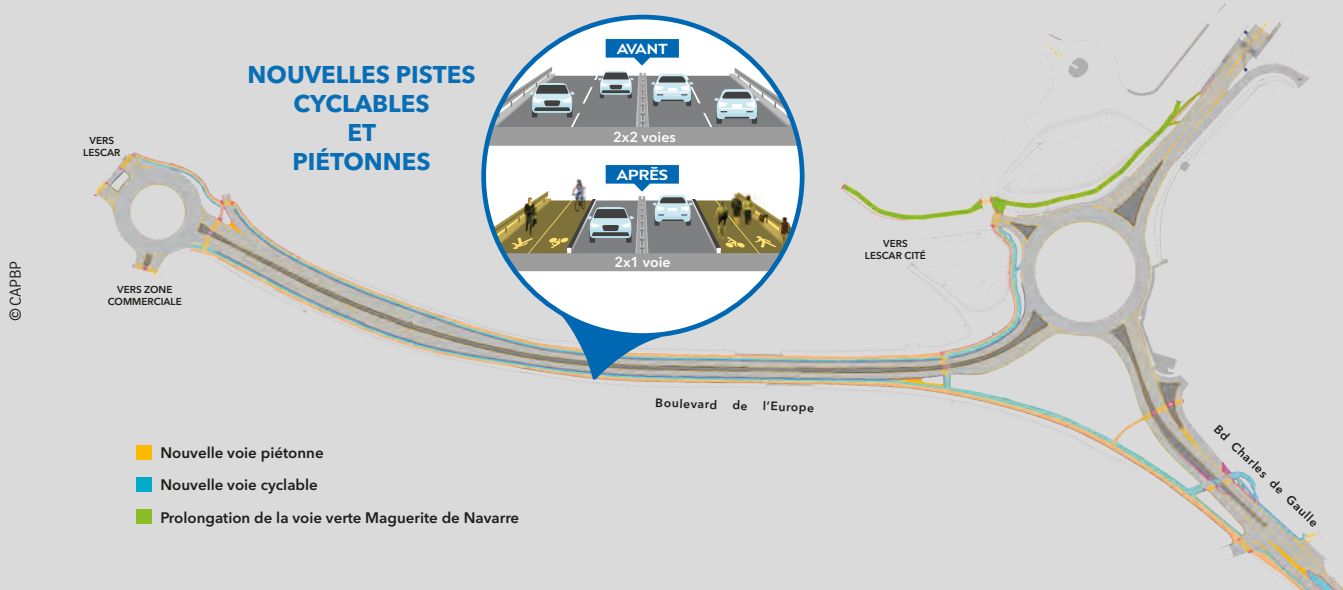 NOUVELLES PISTES
CYCLABLES
ET
PIÉTONNES
AVANT
2x2 voies
APRÈS
2x1 voie
VERS
LESCAR
VERS ZONE
COMMERCIALE
VERS
LESCAR CITÉ
Boulevard de l'Europe
Bd Charles de Gaulle
Nouvelle voie piétonne
Nouvelle voie cyclable
Prolongation de la voie verte Maguerite de Navarre
© CAPBP